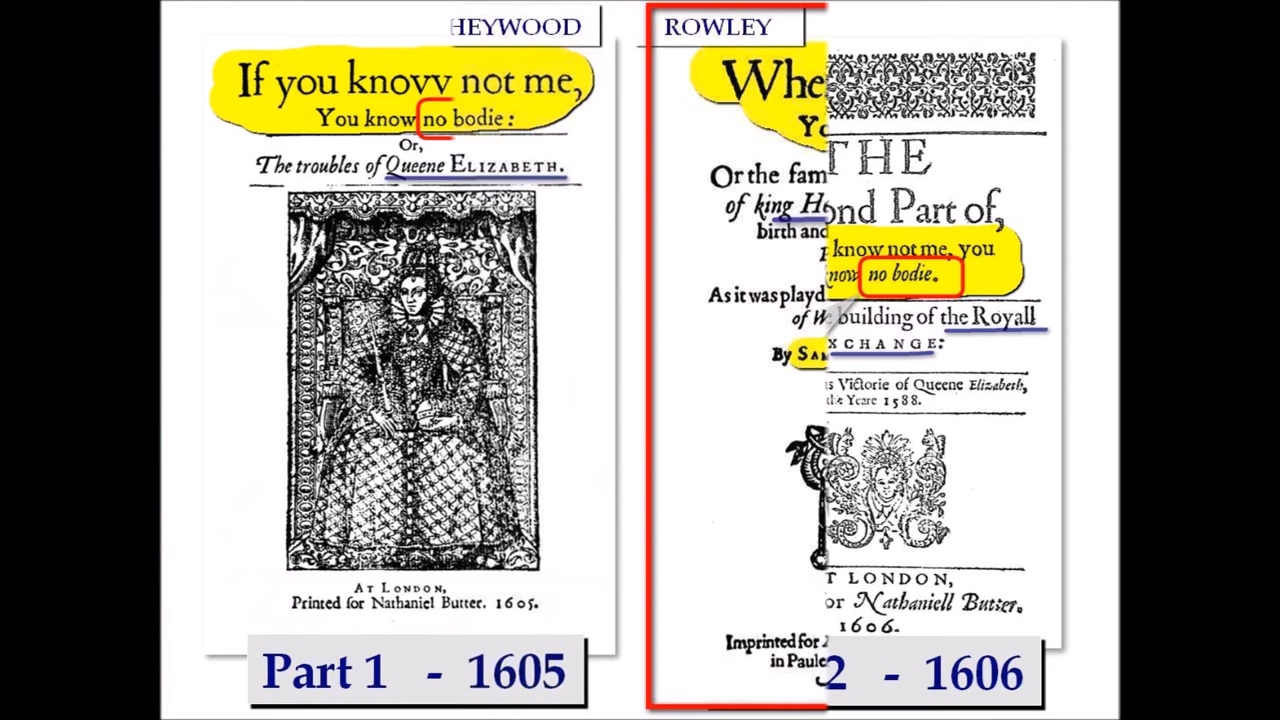 HEYWOOD
If you knovv not me,
You know no bodie:
Or,
The troubles of Queene ELIZABETH.
AT LONDON,
Printed for Nathaniel Butter. 1605.
Part 1 - 1605
ROWLEY
Whe
Yo
Or the fam
of king He
birth and
As it was playd
of W
By SAM
Imprinted for
in Paule
THE
ond Part of,
know not me, you
now no bodie.
building of the Royall
XCHANGE:
s Victorie of Queene Elizabeth,
the Yeare 1588.
T LONDON,
or Nathaniell Butter.
1606.
2 - 1606